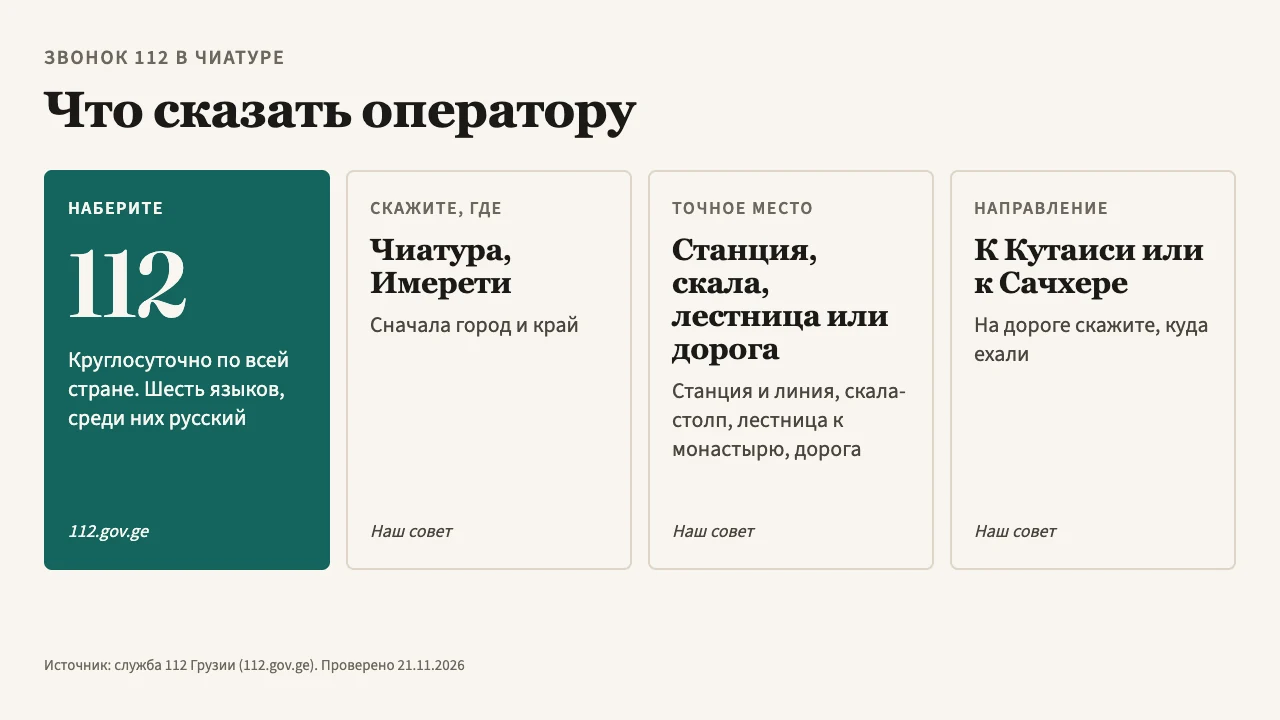 ЗВОНОК 112 В ЧИАТУРЕ
Что сказать оператору
НАБЕРИТЕ
112
Круглосуточно по всей
стране. Шесть языков,
среди них русский
112.gov.ge
СКАЖИТЕ, ГДЕ
Чиатура,
Имерети
Сначала город и край
Наш совет
ТОЧНОЕ МЕСТО
Станция,
скала,
лестница или
дорога
Станция и линия, скала-
столп, лестница к
монастырю, дорога
Наш совет
НАПРАВЛЕНИЕ
К Кутаиси или
к Сачхере
На дороге скажите, куда
ехали
Наш совет
Источник: служба 112 Грузии (112.gov.ge). Проверено 21.11.2026